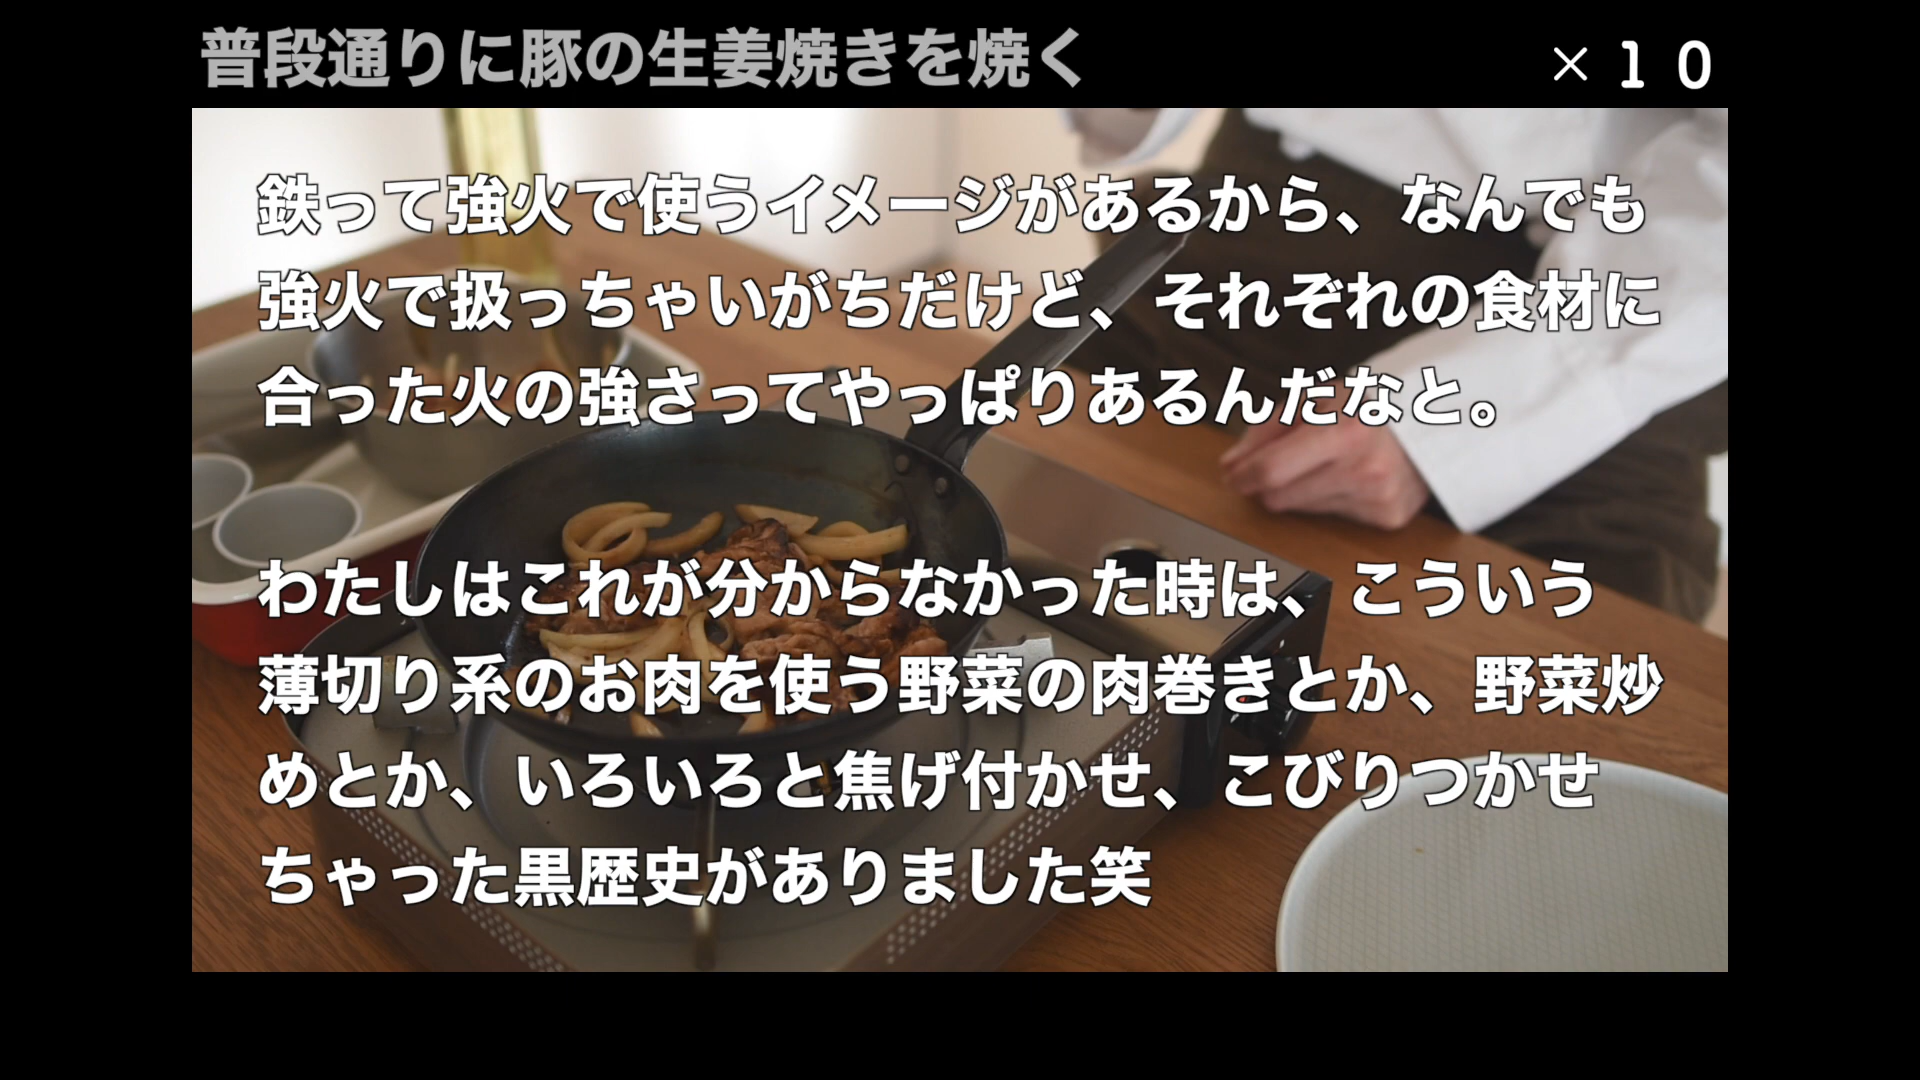 普段通りに豚の生姜焼きを焼く
×10
鉄って強火で使うイメージがあるから、なんでも
強火で扱っちゃいがちだけど、それぞれの食材に
合った火の強さってやっぱりあるんだなと。
わたしはこれが分からなかった時は、こういう
薄切り系のお肉を使う野菜の肉巻きとか、野菜炒
めとか、いろいろと焦げ付かせ、こびりつかせ
ちゃった黒歴史がありました笑